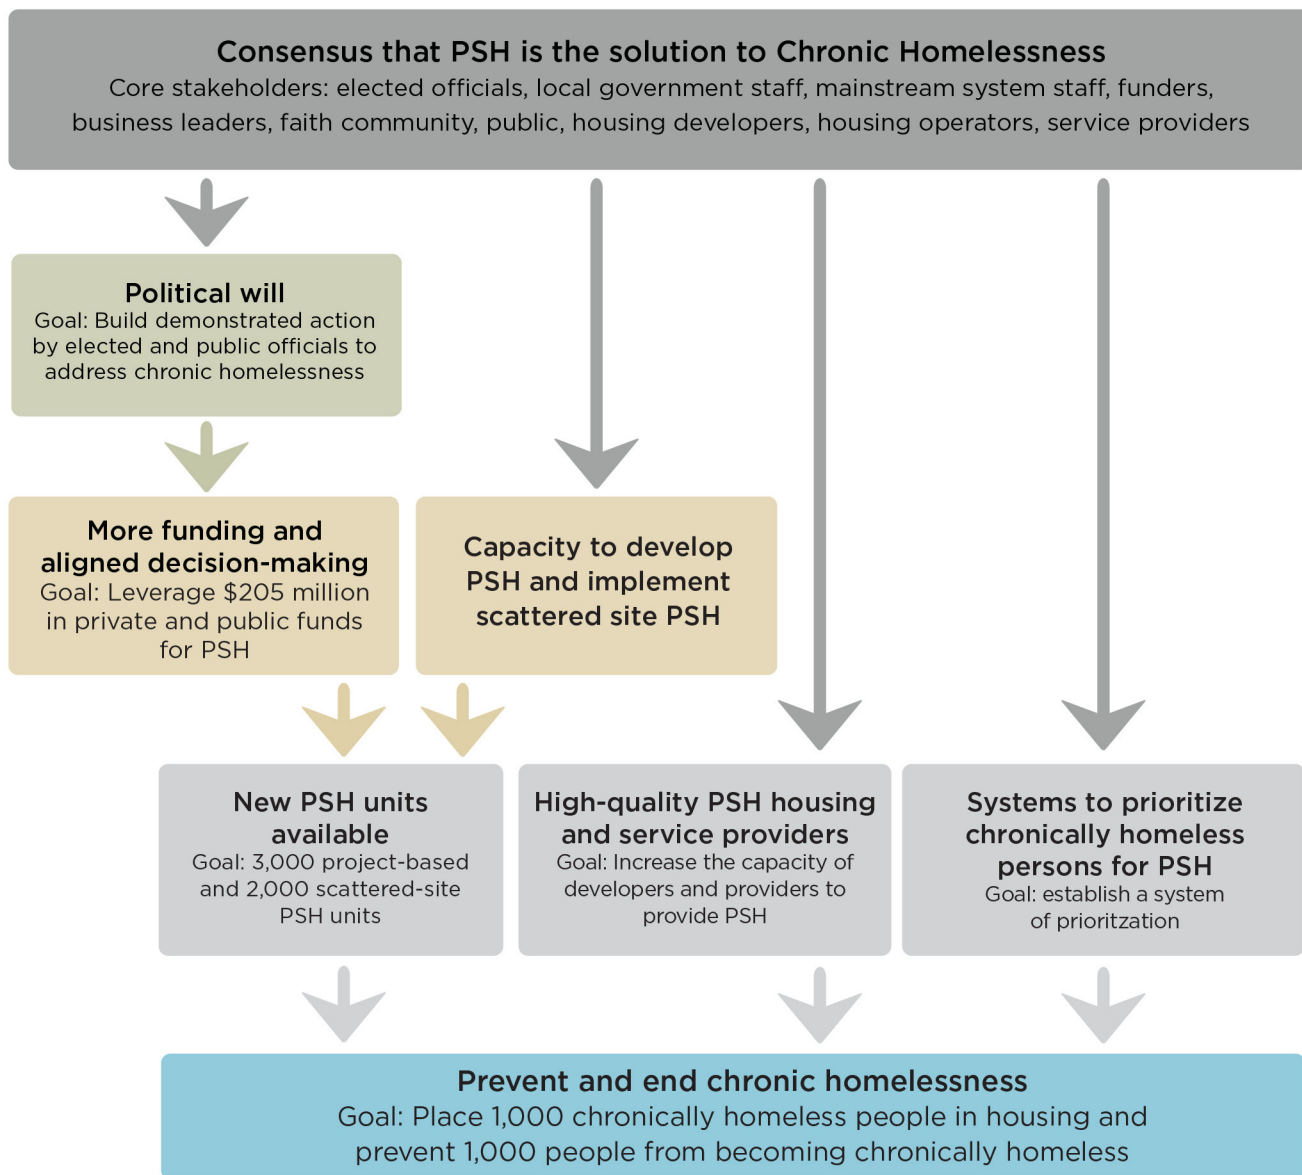 Consensus that PSH is the solution to Chronic Homelessness
Core stakeholders: elected officials, local government staff, mainstream system staff, funders,
business leaders, faith community, public, housing developers, housing operators, service providers
Political will
Goal: Build demonstrated action
by elected and public officials to
address chronic homelessness
More funding and
aligned decision-making
Goal: Leverage $205 million
in private and public funds
for PSH
Capacity to develop
PSH and implement
scattered site PSH
New PSH units
available
Goal: 3,000 project-based
and 2,000 scattered-site
PSH units
High-quality PSH housing
and service providers
Goal: Increase the capacity of
developers and providers to
provide PSH
Systems to prioritize
chronically homeless
persons for PSH
Goal: establish a system
of prioritzation
Prevent and end chronic homelessness
Goal: Place 1,000 chronically homeless people in housing and
prevent 1,000 people from becoming chronically homeless